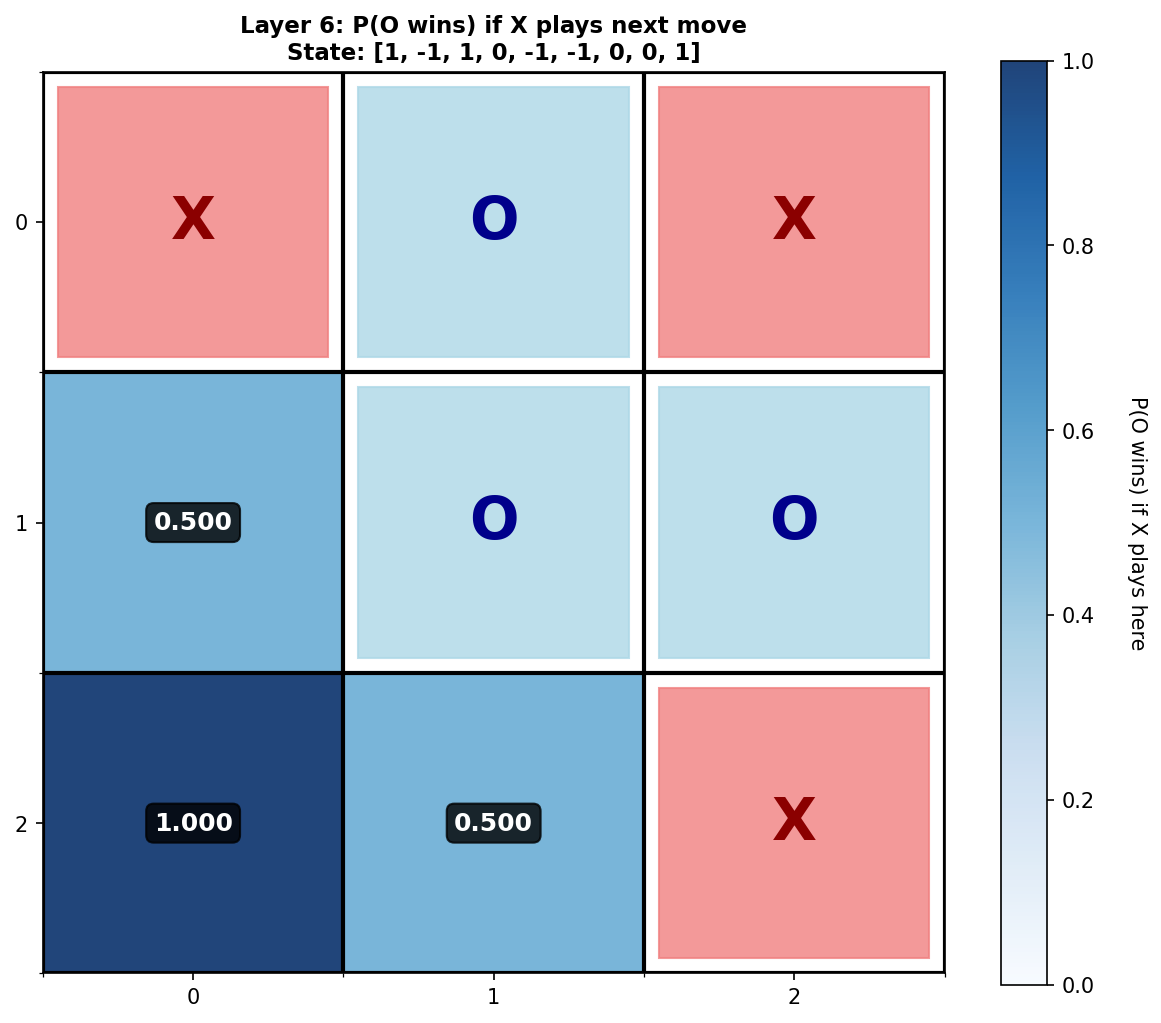 Layer 6: P(O wins) if X plays next move
State: [1, -1, 1, 0, -1, -1, 0, 0, 1]
0
X
O
X
1
0.500
O
O
2
1.000
0.500
X
0
1
2
1.0
0.8
0.6
0.4
0.2
0.0
P(O wins) if X plays here